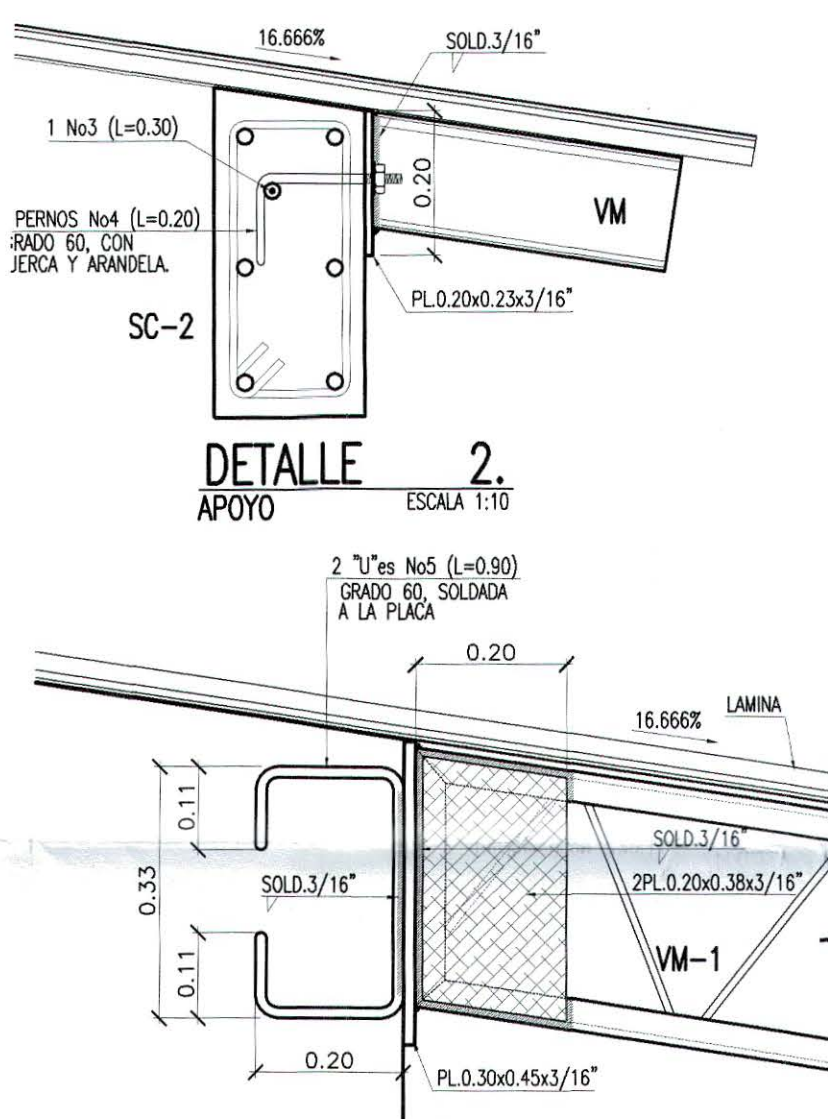 16.666%
SOLD.3/16"
1 No3 (L=0.30)
0.20
PERNOS No4 (L=0.20)
RADO 60, CON
JERCA Y ARANDELA.
VM
PL.0.20x0.23x3/16"
SC-2
DETALLE 2.
APOYO ESCALA 1:10
2 "U"es No5 (L=0.90)
GRADO 60, SOLDADA
A LA PLACA
0.20
LAMINA
16.666%
0.11
0.33
SOLD.3/16"
SOLD.3/16"
2PL.0.20x0.38x3/16"
0.11
VM-1
0.20
PL.0.30x0.45x3/16"